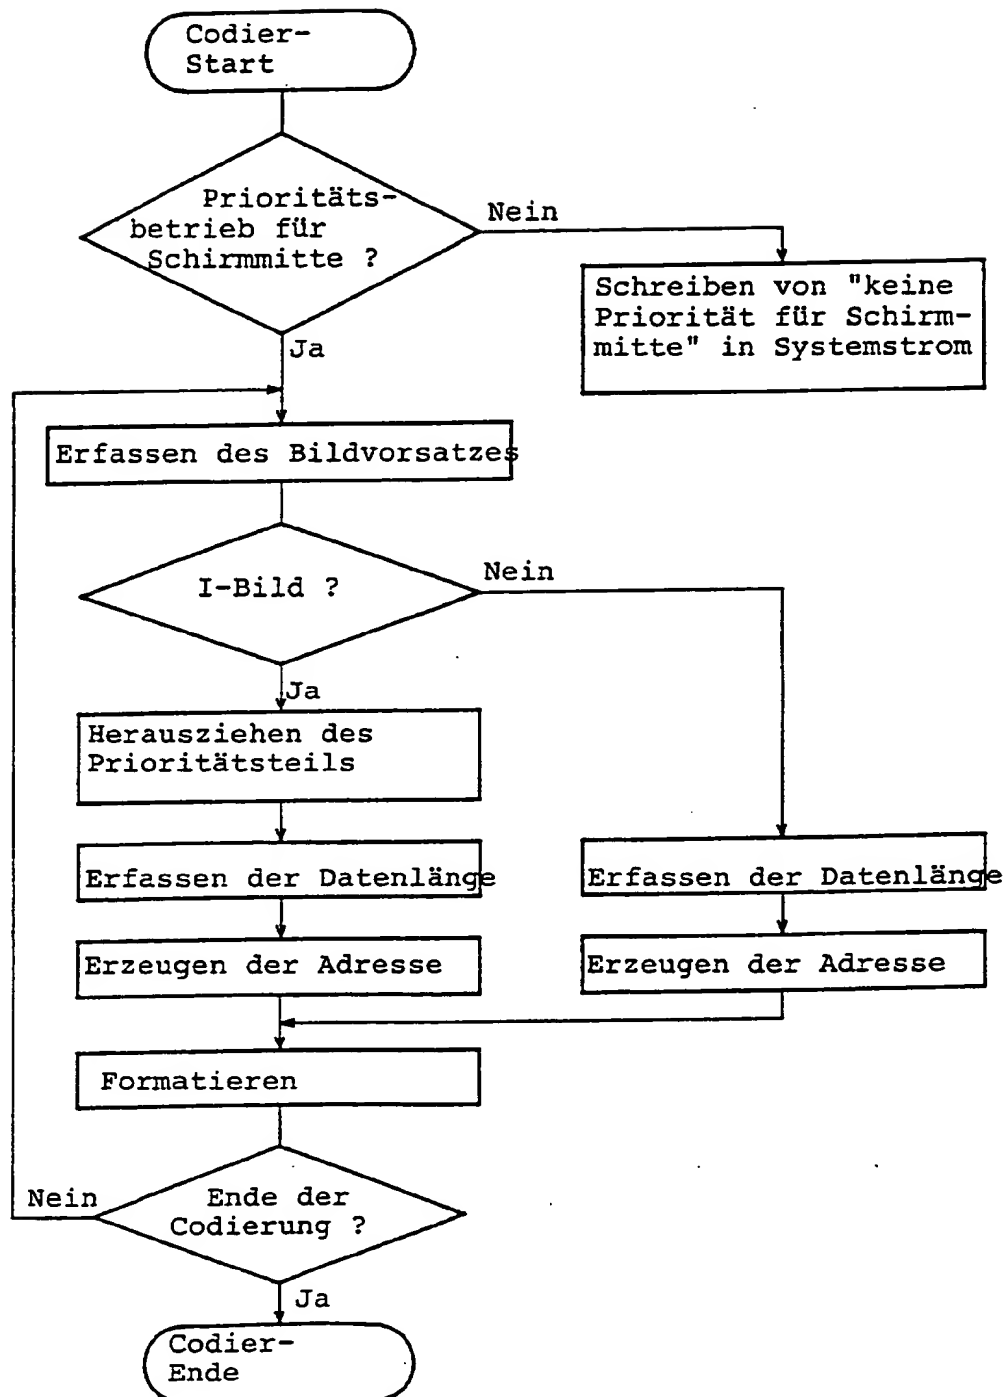 Codier-
Start
Prioritäts-
betrieb für
Schirmmitte ?
Nein
Schreiben von "keine
Priorität für Schirm-
mitte" in Systemstrom
Ja
Erfassen des Bildvorsatzes
I-Bild ?
Nein
Ja
Herausziehen des
Prioritätsteils
Erfassen der Datenlänge
Erfassen der Datenlänge
Erzeugen der Adresse
Erzeugen der Adresse
Formatieren
Nein
Ende der
Codierung ?
Ja
Codier-
Ende